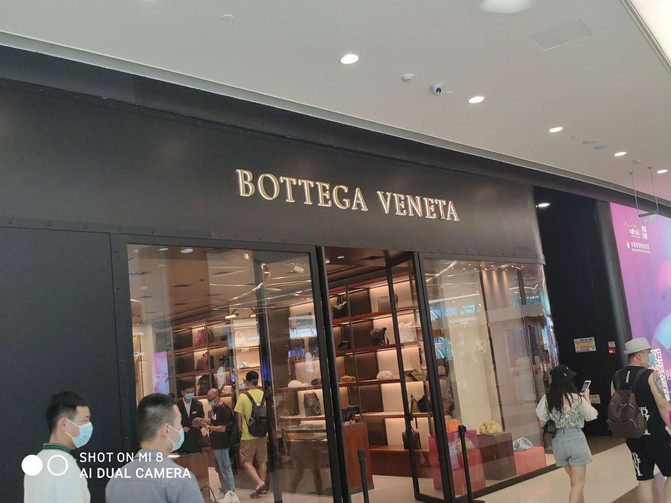 BOTTEGA VENETA
SHOT ON MI 8
AI DUAL CAMERA